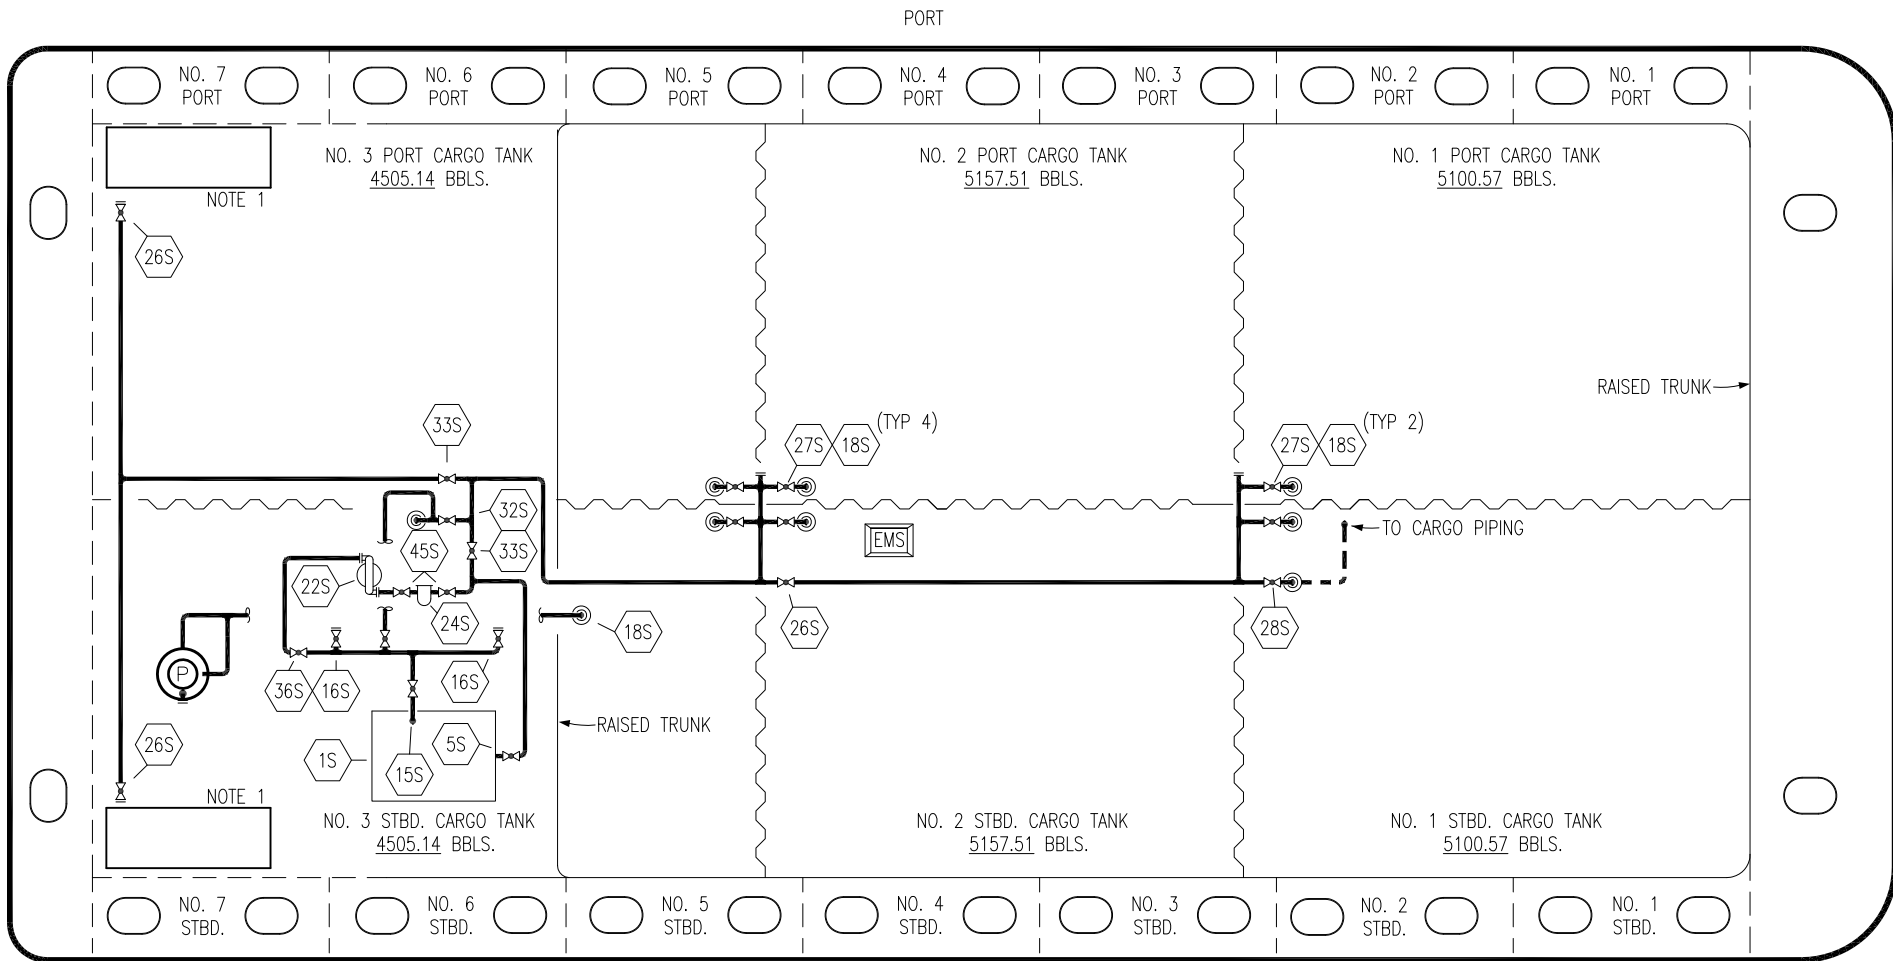 PORT
NO. 7
PORT
NO. 6
PORT
NO. 5
PORT
NO. 4
PORT
NO. 3
PORT
NO. 2
PORT
NO. 1
PORT
NO. 3 PORT CARGO TANK
4505.14 BBLS.
NO. 2 PORT CARGO TANK
5157.51 BBLS.
NO. 1 PORT CARGO TANK
5100.57 BBLS.
NOTE 1
26S
RAISED TRUNK
33S
27S
18S
(TYP 4)
27S
18S
(TYP 2)
32S
33S
45S
EMS
TO CARGO PIPING
22S
24S
18S
26S
28S
P
36S
16S
16S
RAISED TRUNK
26S
1S
15S
5S
NOTE 1
NO. 3 STBD. CARGO TANK
4505.14 BBLS.
NO. 2 STBD. CARGO TANK
5157.51 BBLS.
NO. 1 STBD. CARGO TANK
5100.57 BBLS.
NO. 7
STBD.
NO. 6
STBD.
NO. 5
STBD.
NO. 4
STBD.
NO. 3
STBD.
NO. 2
STBD.
NO. 1
STBD.